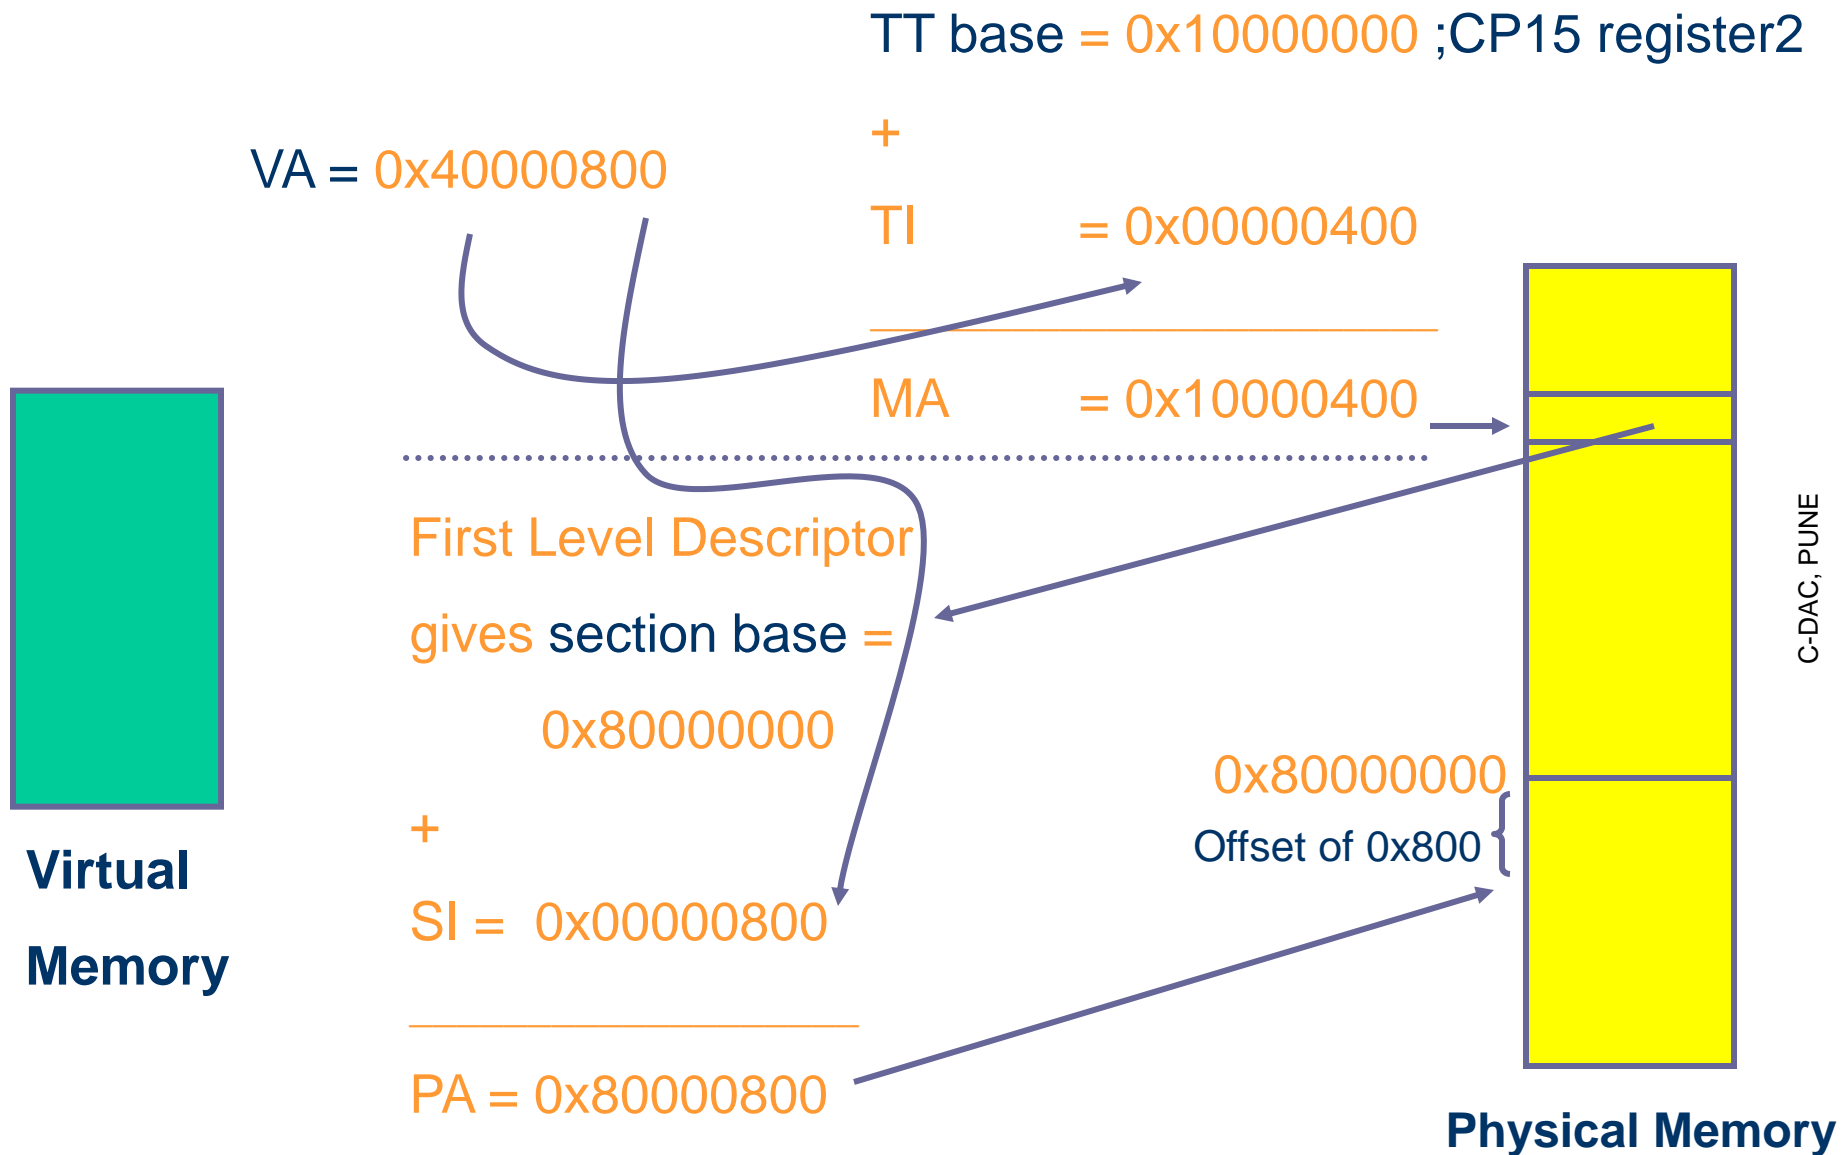 TT base = 0x10000000 ;CP15 register2
+
VA = 0x40000800
TI = 0x00000400
MA = 0x10000400
First Level Descriptor
gives section base =
0x80000000
+
SI = 0x00000800
PA = 0x80000800
0x80000000
Offset of 0x800
Virtual
Memory
Physical Memory
C-DAC, PUNE